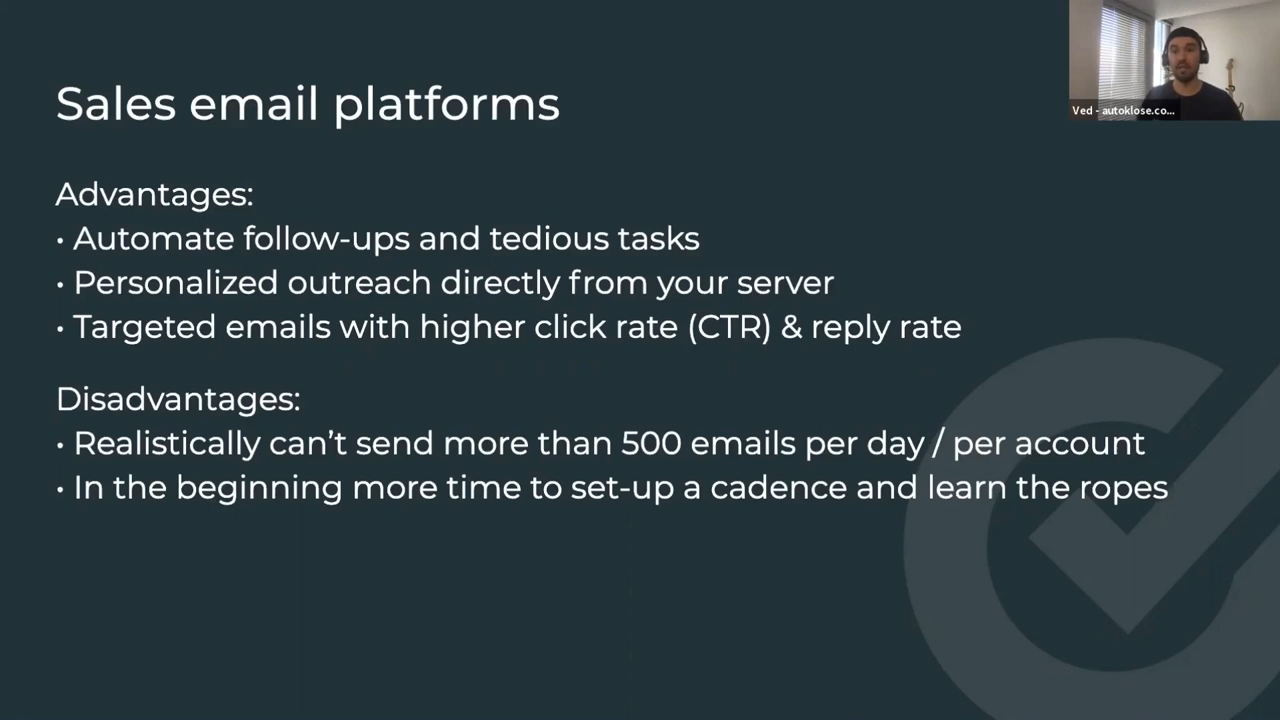 Sales email platforms
Advantages:
• Automate follow-ups and tedious tasks
• Personalized outreach directly from your server
• Targeted emails with higher click rate (CTR) & reply rate
Disadvantages:
• Realistically can’t send more than 500 emails per day / per account
• In the beginning more time to set-up a cadence and learn the ropes
Ved - autoklose.co...